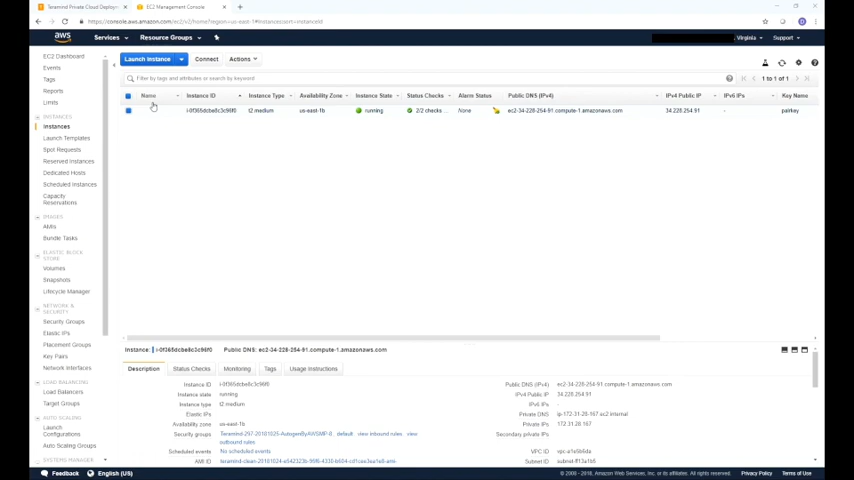 Teramind Private Cloud Deploym
EC2 Management Console
https://console.aws.amazon.com/ec2/v2/home?region=us-east-1#Instances:sort=instanceId
aws
Services
Resource Groups
Virginia
Support
EC2 Dashboard
Events
Tags
Reports
Limits
INSTANCES
Instances
Launch Templates
Spot Requests
Reserved Instances
Dedicated Hosts
Scheduled Instances
Capacity
Reservations
IMAGES
AMIs
Bundle Tasks
ELASTIC BLOCK
STORE
Volumes
Snapshots
Lifecycle Manager
NETWORK &
SECURITY
Security Groups
Elastic IPs
Placement Groups
Key Pairs
Network Interfaces
LOAD BALANCING
Load Balancers
Target Groups
AUTO SCALING
Launch
Configurations
Auto Scaling Groups
SYSTEMS MANAGER
Launch Instance
Connect
Actions
Filter by tags and attributes or search by keyword
1 to 1 of 1
Name Instance ID Instance Type Availability Zone Instance State Status Checks Alarm Status Public DNS (IPv4) IPv4 Public IP IPv6 IPs Key Name
t2.medium us-east-1b running 2/2 checks ... None ec2-34-228-254-91.compute-1.amazonaws.com 34.228.254.91 - pairkey
Instance: Public DNS: ec2-34-228-254-91.compute-1.amazonaws.com
Description Status Checks Monitoring Tags Usage Instructions
Instance ID
Public DNS (IPv4) ec2-34-228-254-91.compute-1.amazonaws.com
Instance state running
IPv4 Public IP 34.228.254.91
Instance type t2.medium
IPv6 IPs -
Elastic IPs
Private DNS ip-172-31-28-167.ec2.internal
Availability zone us-east-1b
Private IPs 172.31.28.167
Security groups default. view inbound rules. view
outbound rules
Secondary private IPs
Scheduled events No scheduled events
VPC ID
AMI ID
Subnet ID
Feedback
English (US)
© 2008 - 2018, Amazon Web Services, Inc. or its affiliates. All rights reserved.
Privacy Policy
Terms of Use